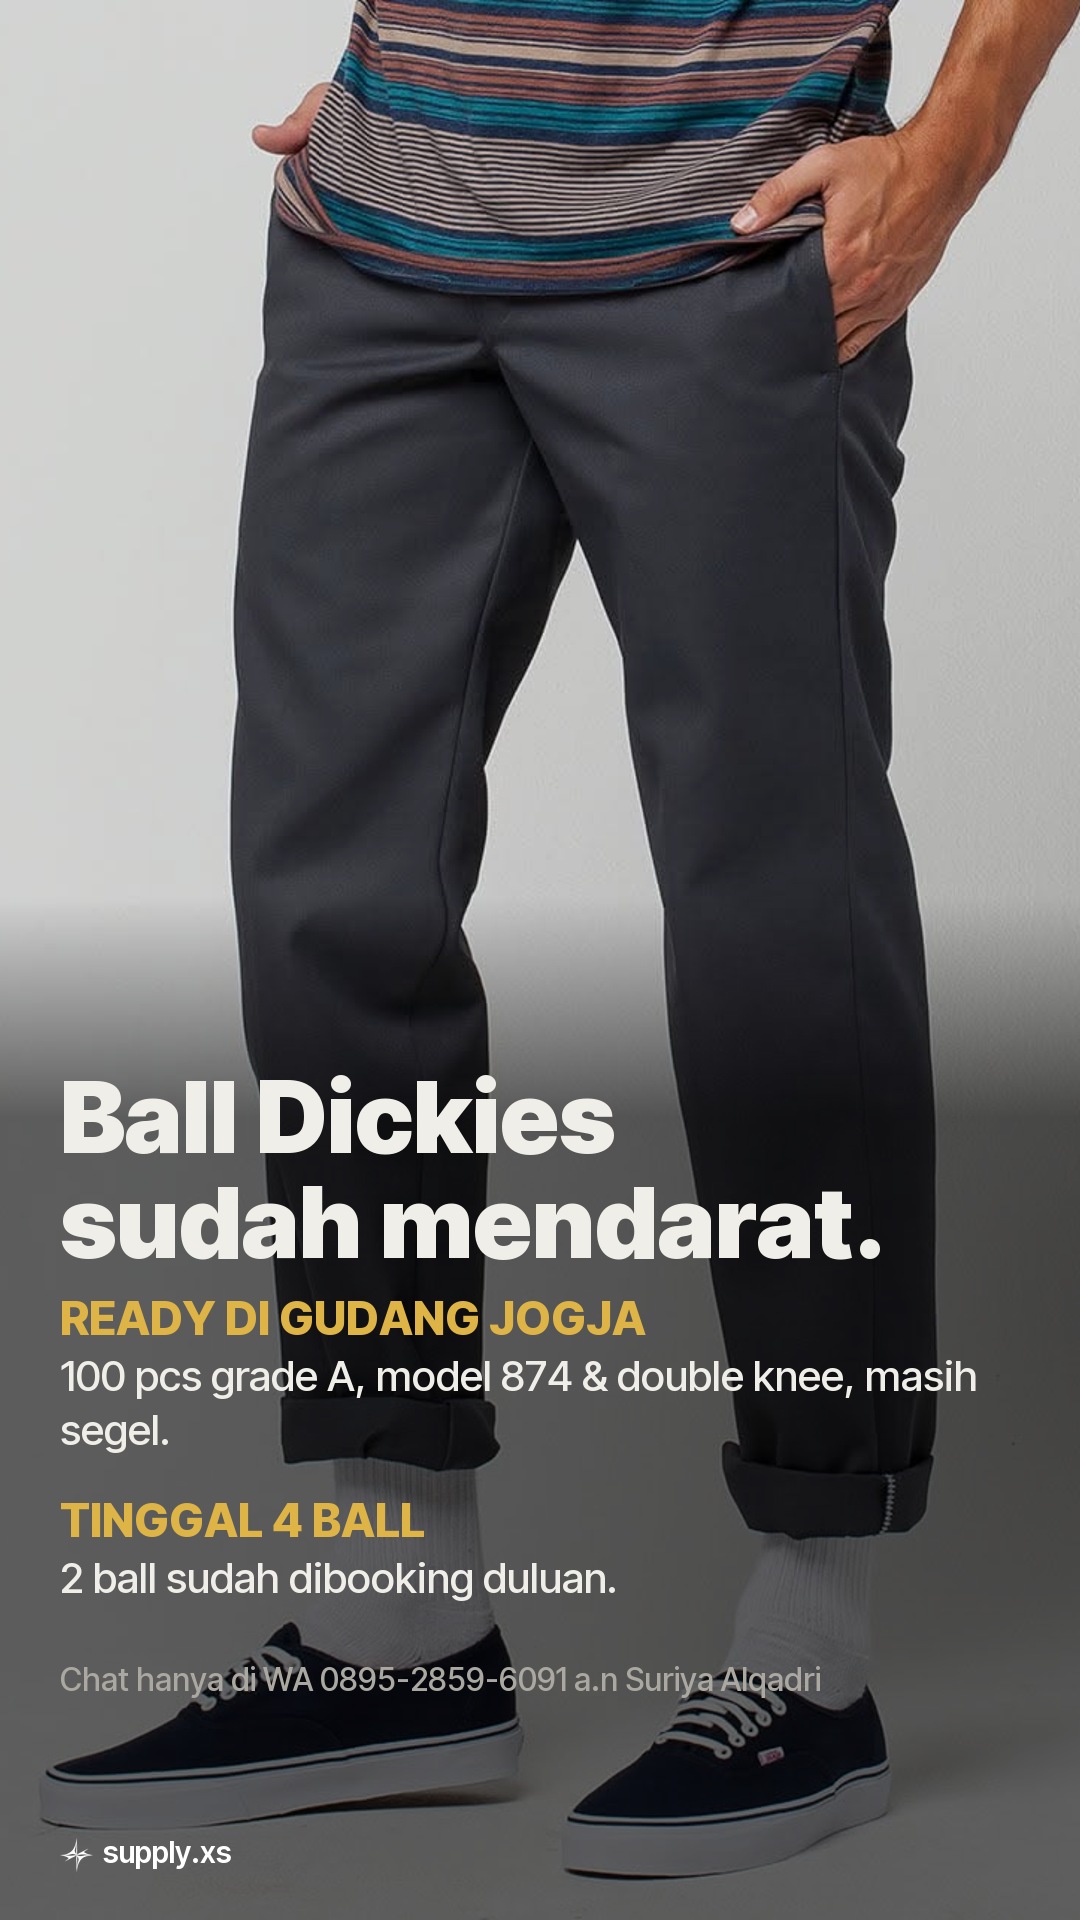 Ball Dickies
sudah mendarat.
READY DI GUDANG JOGJA
100 pcs grade A, model 874 & double knee, masih
segel.
TINGGAL 4 BALL
2 ball sudah dibooking duluan.
Chat hanya di WA 0895-2859-6091 a.n Suriya Alqadri
supply.xs